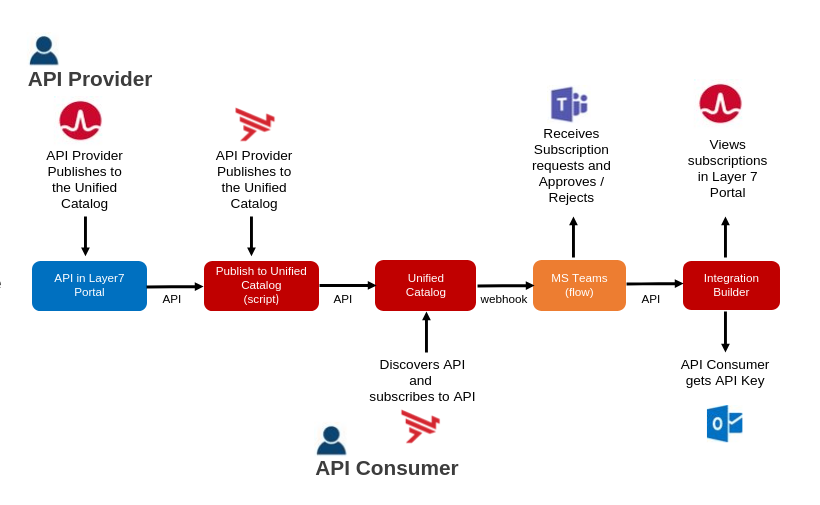 API Provider
API Provider
Publishes to
the Unified
Catalog
API Provider
Publishes to
the Unified
Catalog
Receives
Subscription
requests and
Approves /
Rejects
Views
subscriptions
in Layer 7
Portal
API in Layer7
Portal
API
Publish to Unified
Catalog
(script)
API
Unified
Catalog
webhook
MS Teams
(flow)
API
Integration
Builder
Discovers API
and
subscribes to API
API Consumer
gets API Key
API Consumer